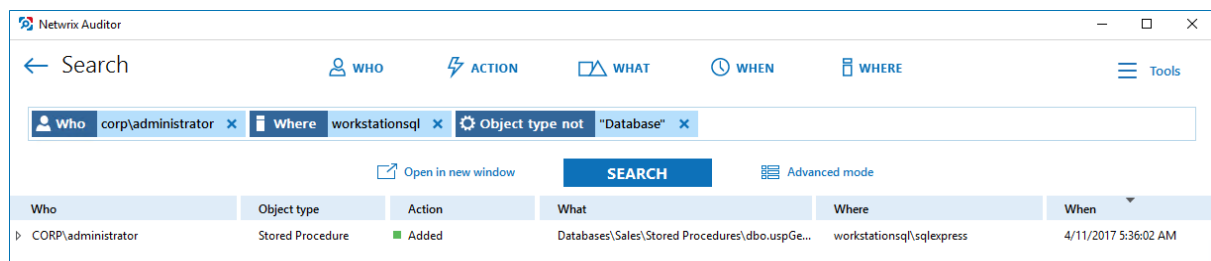 Netwrix Auditor
← Search WHO ACTION WHAT WHEN WHERE Tools
Who corp\administrator × Where workstationsql × Object type not "Database" ×
Open in new window SEARCH Advanced mode
Who Object type Action What Where When
CORP\administrator Stored Procedure Added Databases\Sales\Stored Procedures\dbo.uspGe... workstationsql\sqlexpress 4/11/2017 5:36:02 AM